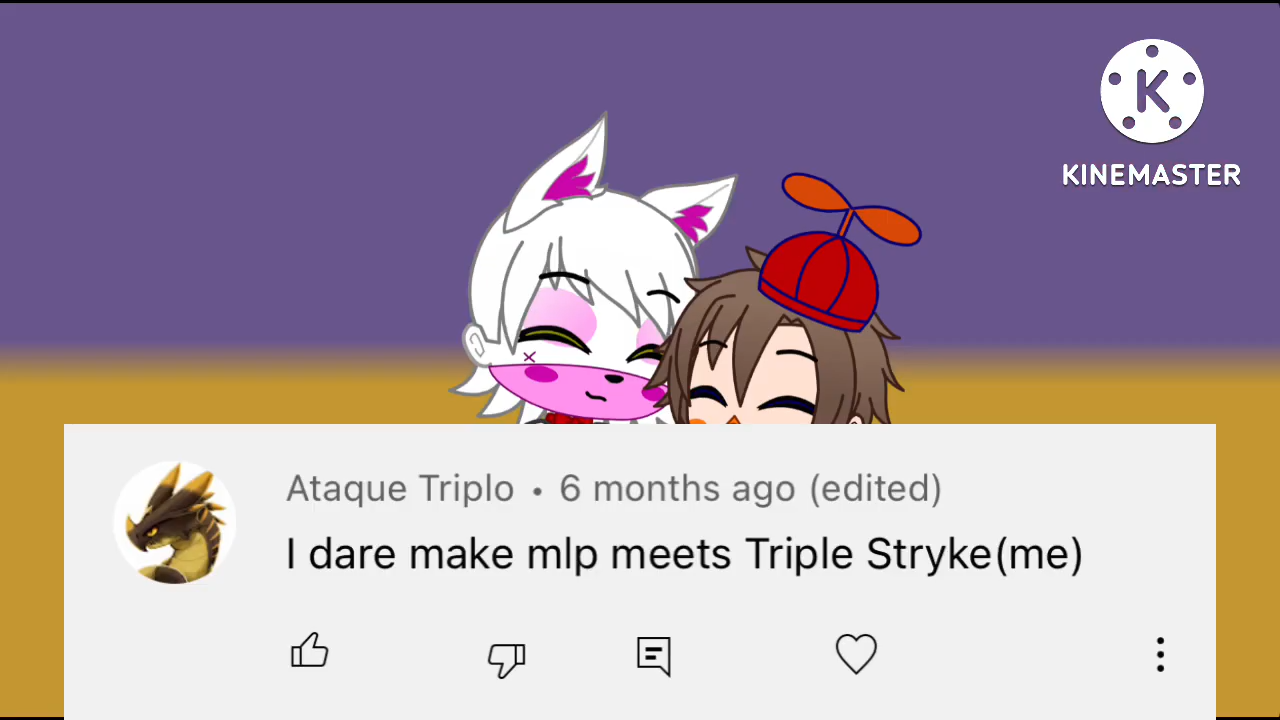 K
KINEMASTER
Ataque Triplo • 6 months ago (edited)
I dare make mlp meets Triple Stryke(me)